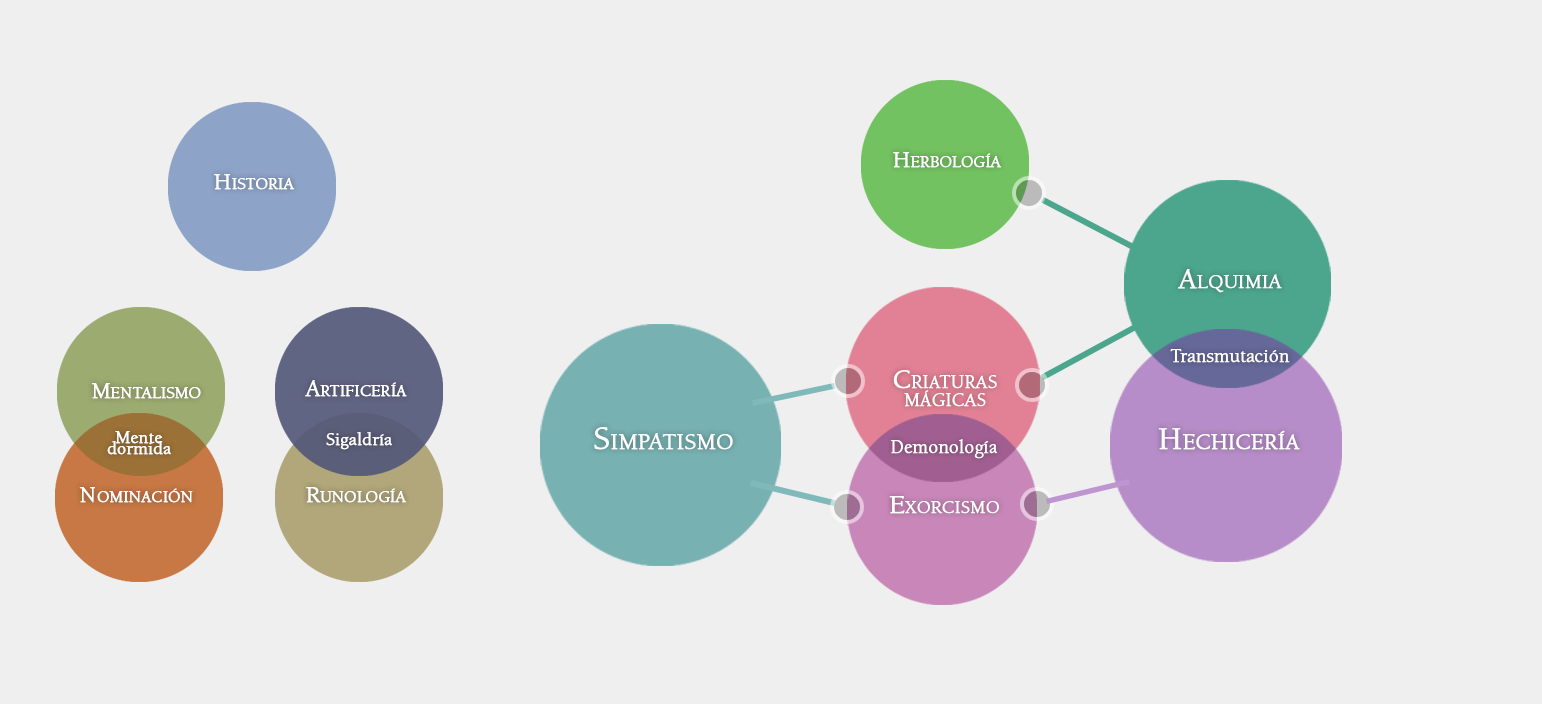 Historia
Mentalismo
Mente
dormida
Nominación
Artificería
Sigaldría
Runología
Simpatismo
Herbología
Criaturas
mágicas
Demonología
Exorcismo
Alquimia
Transmutación
Hechicería